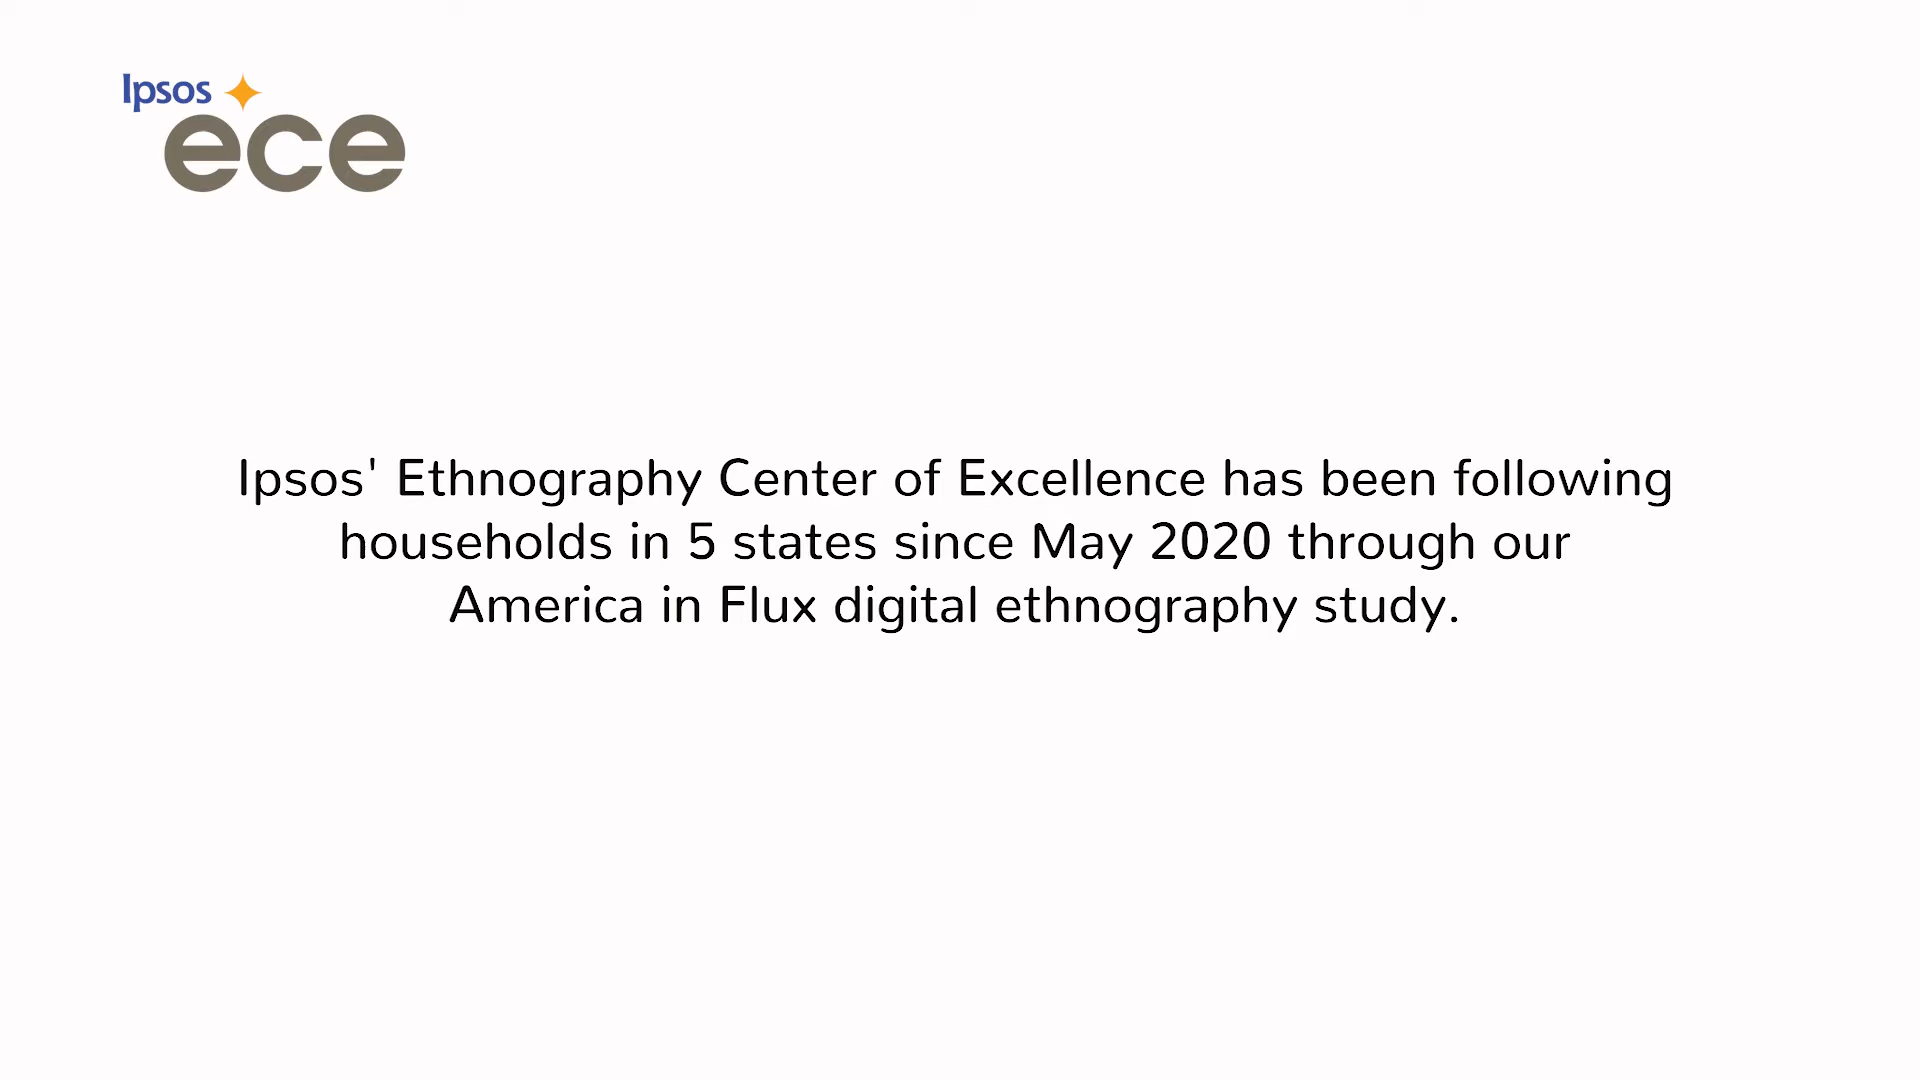 Ipsos
ece
Ipsos' Ethnography Center of Excellence has been following
households in 5 states since May 2020 through our
America in Flux digital ethnography study.